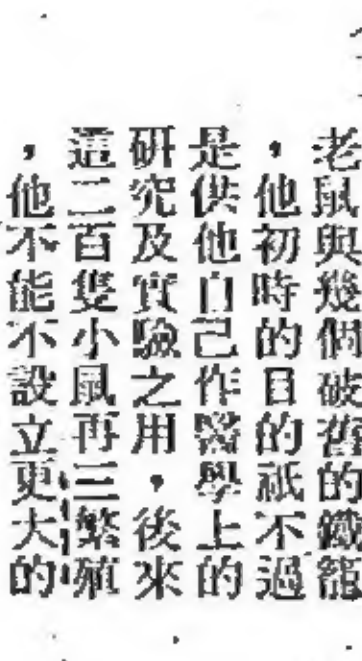 老鼠與幾個破舊的鐵籠
，他初時的目的祇不過
是供他自己作醫學上的
研究及實驗之用，後來
這二百隻小鼠再三繁殖
，他不能不設立更大的